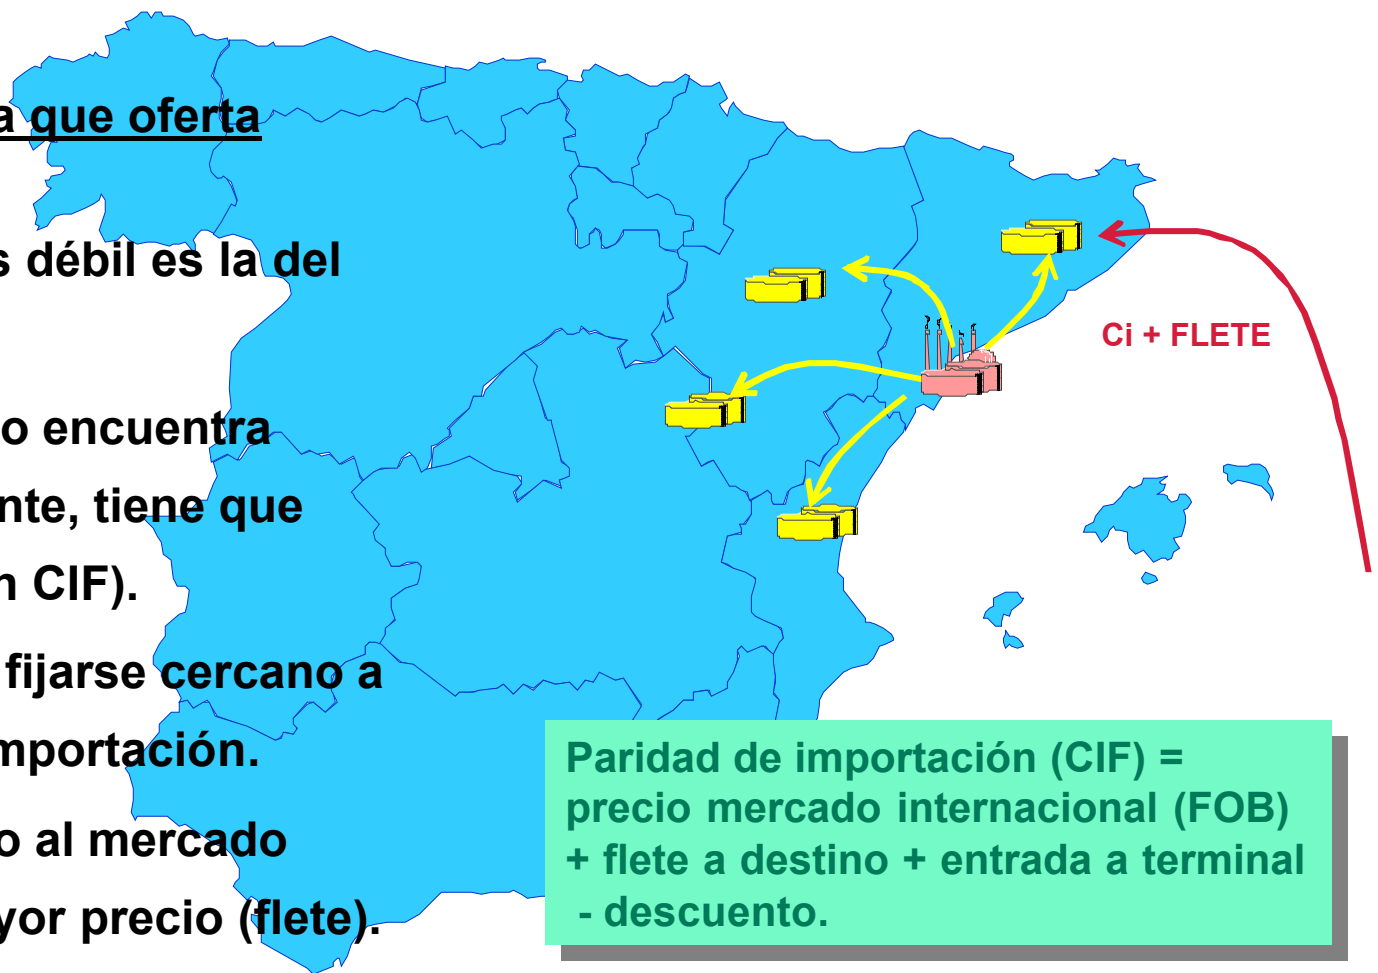 a que oferta
s débil es la del
o encuentra
nte, tiene que
n CIF).
fijarse cercano a
mportación.
o al mercado
yor precio (flete).
Ci + FLETE
Paridad de importación (CIF) =
precio mercado internacional (FOB)
+ flete a destino + entrada a terminal
- descuento.